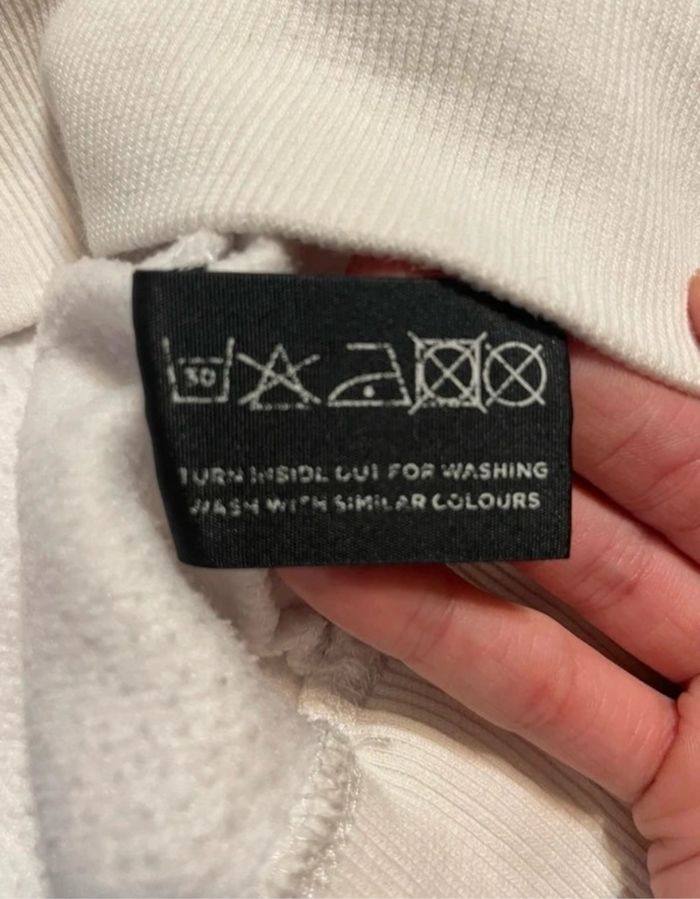 30
TURN INSIDE OUT FOR WASHING
WASH WITH SIMILAR COLOURS